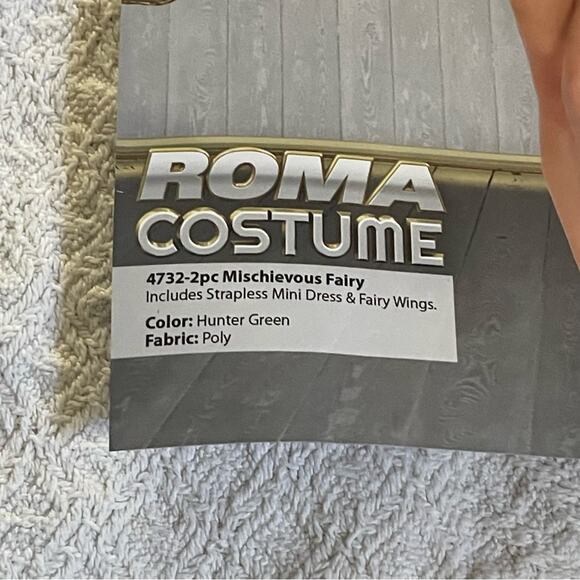 ROMA
COSTUME
4732-2pc Mischievous Fairy
Includes Strapless Mini Dress & Fairy Wings.
Color: Hunter Green
Fabric: Poly